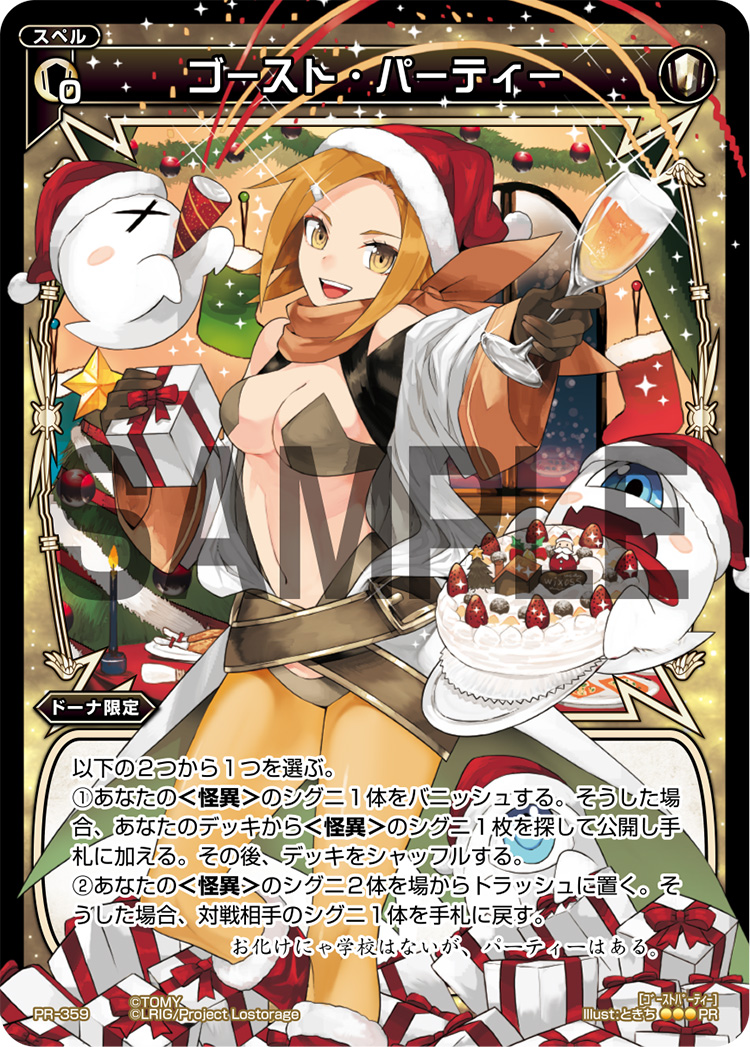 スペル
ゴースト・パーティー
0
SAMPLE
ドーナ限定
以下の2つから1つを選ぶ。
①あなたの＜怪異＞のシグニ1体をバニッシュする。そうした場
合、あなたのデッキから＜怪異＞のシグニ1枚を探して公開し手
札に加える。その後、デッキをシャッフルする。
②あなたの＜怪異＞のシグニ2体を場からトラッシュに置く。そ
うした場合、対戦相手のシグニ1体を手札に戻す。
お化けにゃ学校はないが、パーティーはある。
[ｺﾞｰｽﾄﾊﾟｰﾃｨｰ]
©TOMY
PR-359 ©LRIG/Project Lostorage Illust:ときち PR